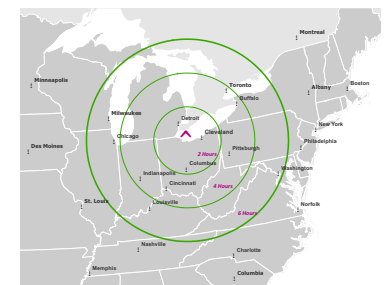 Montreal
Minneapolis
Toronto
Albany
Boston
Buffalo
Milwaukee
Detroit
New York
Chicago
Cleveland
Des Moines
Pittsburgh
Philadelphia
2 Hours
Columbus
Indianapolis
Washington
Cincinnati
4 Hours
St. Louis
Louisville
6 Hours
Norfolk
Nashville
Charlotte
Memphis
Columbia